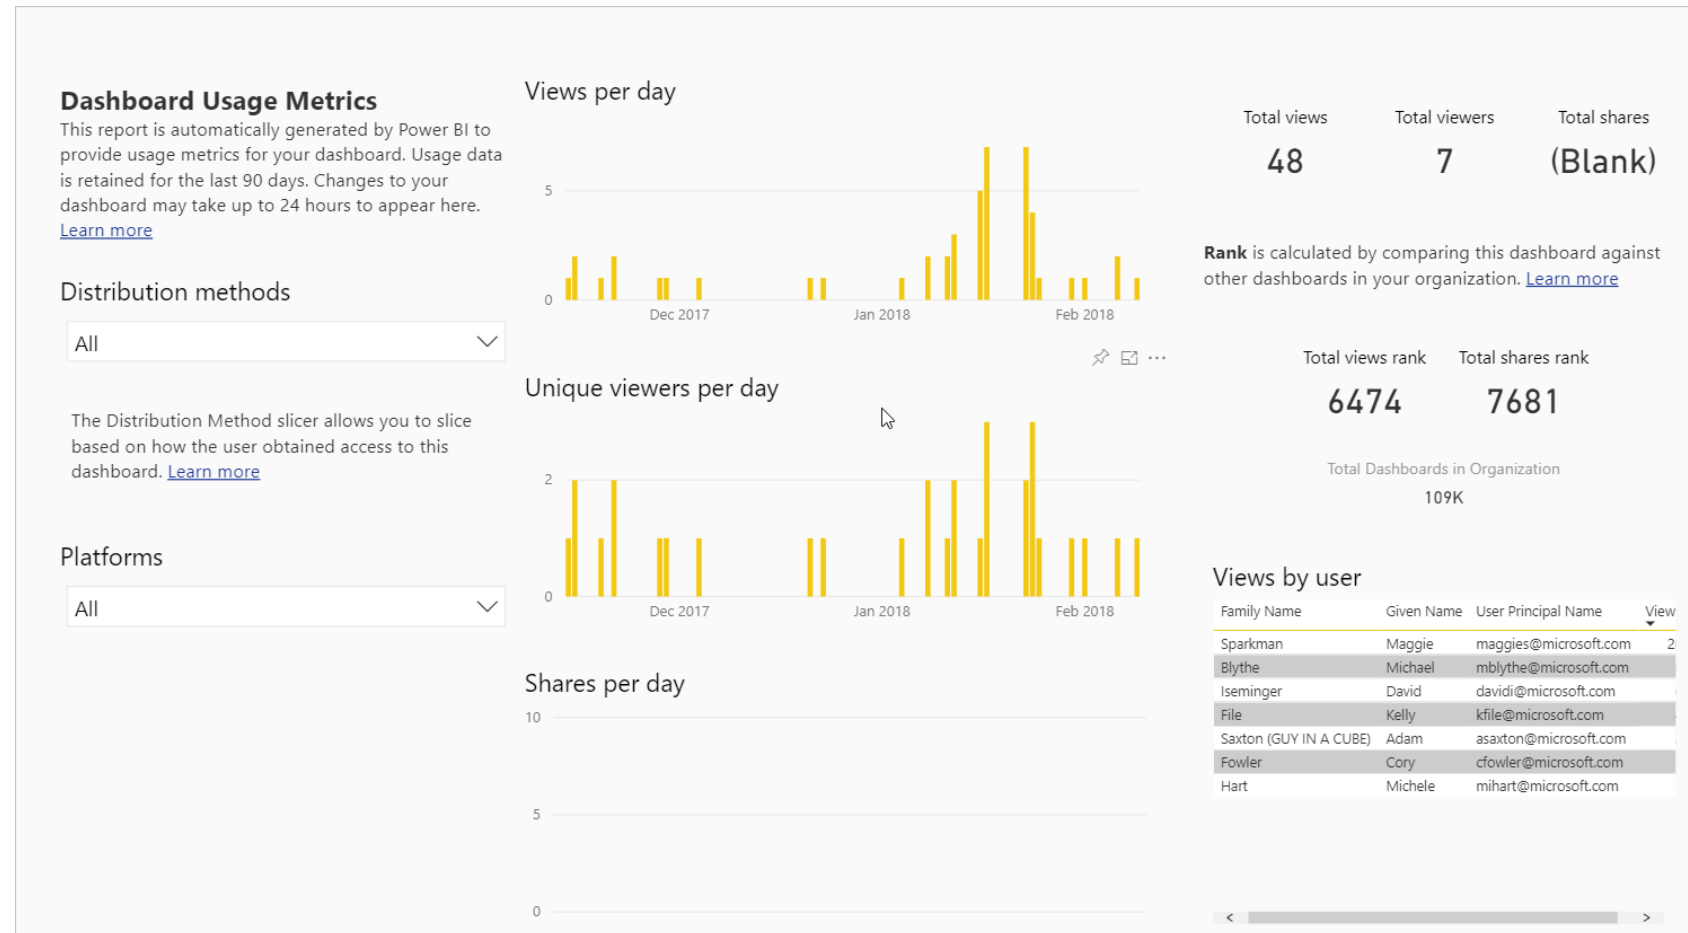 Dashboard Usage Metrics
This report is automatically generated by Power BI to
provide usage metrics for your dashboard. Usage data
is retained for the last 90 days. Changes to your
dashboard may take up to 24 hours to appear here.
Learn more
Distribution methods
All
The Distribution Method slicer allows you to slice
based on how the user obtained access to this
dashboard. Learn more
Platforms
All
Views per day
5
0
Dec 2017 Jan 2018 Feb 2018
Unique viewers per day
2
0
Dec 2017 Jan 2018 Feb 2018
Shares per day
10
5
0
Total views Total viewers Total shares
48 7 (Blank)
Rank is calculated by comparing this dashboard against
other dashboards in your organization. Learn more
Total views rank Total shares rank
6474 7681
Total Dashboards in Organization
109K
Views by user
Family Name Given Name User Principal Name View
Sparkman Maggie maggies@microsoft.com 2
Blythe Michael mblythe@microsoft.com
Iseminger David davidi@microsoft.com
File Kelly kfile@microsoft.com
Saxton (GUY IN A CUBE) Adam asaxton@microsoft.com
Fowler Cory cfowler@microsoft.com
Hart Michele mihart@microsoft.com